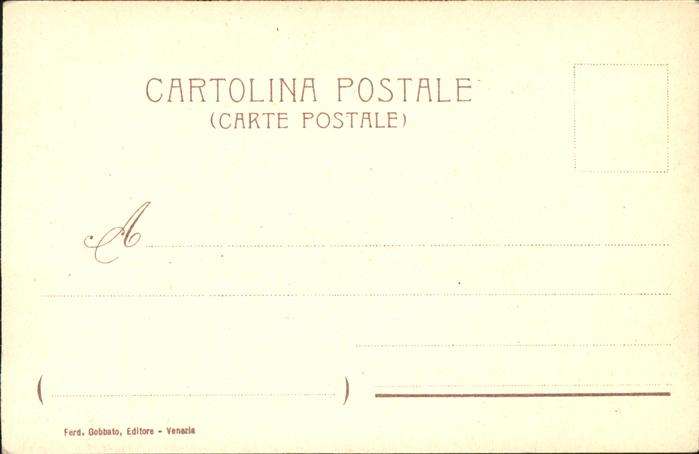 CARTOLINA POSTALE
(CARTE POSTALE)
A
( )
Ferd. Gobbato, Editore - Venezia